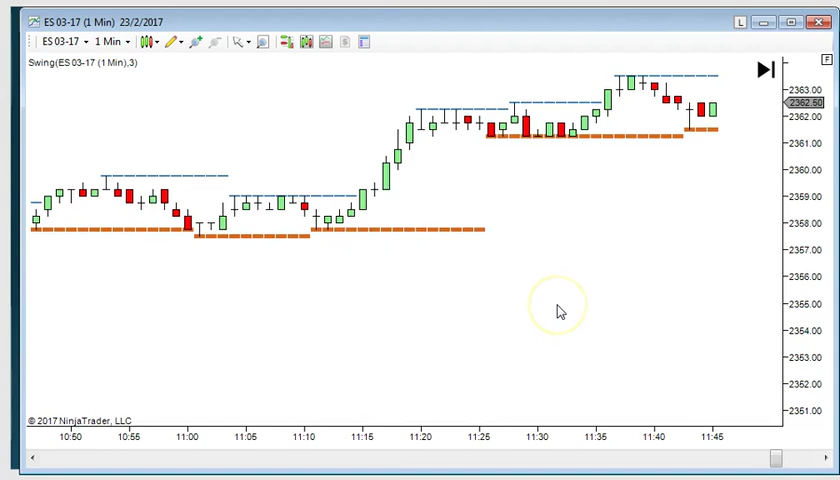 ES 03-17 (1 Min) 23/2/2017
L
ES 03-17 1 Min
Swing(ES 03-17 (1 Min),3)
F
2363.00
2362.50
2362.00
2361.00
2360.00
2359.00
2358.00
2357.00
2356.00
2355.00
2354.00
2353.00
2352.00
2351.00
© 2017 NinjaTrader, LLC
10:50 10:55 11:00 11:05 11:10 11:15 11:20 11:25 11:30 11:35 11:40 11:45